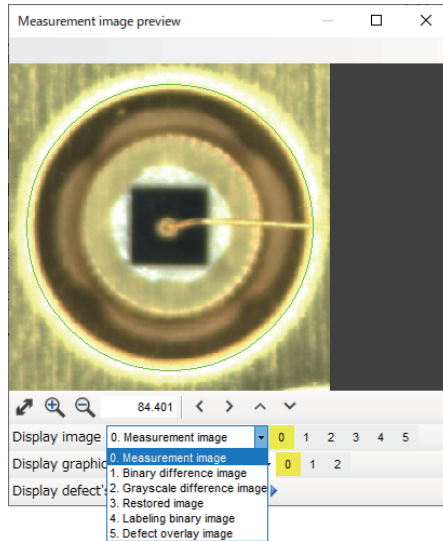 Measurement image preview
84.401
Display image 0. Measurement image 0 1 2 3 4 5
0. Measurement image
Display graphic 0 1 2
1. Binary difference image
2. Grayscale difference image
Display defect's
3. Restored image
4. Labeling binary image
5. Defect overlay image